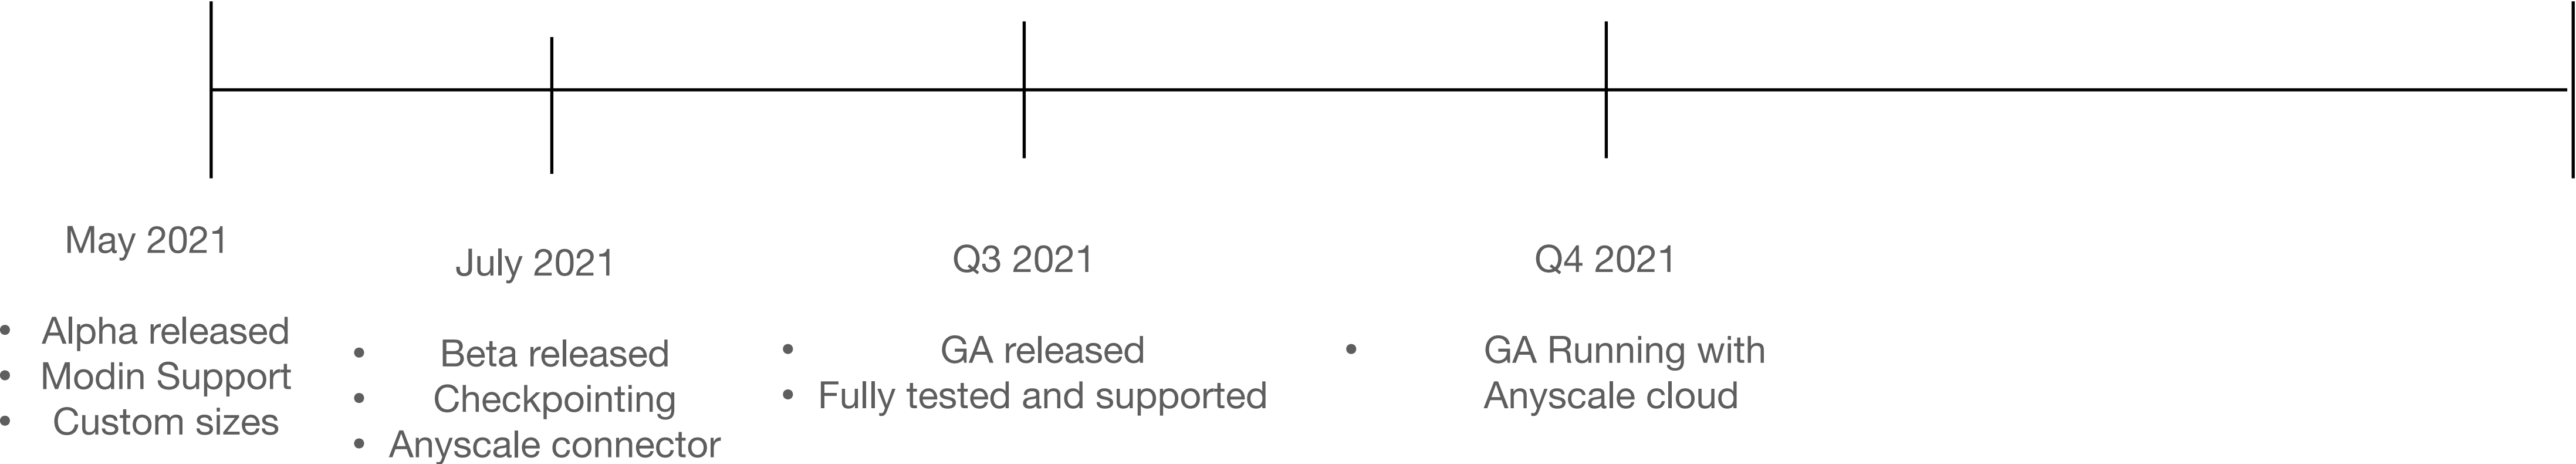 May 2021
• Alpha released
• Modin Support
• Custom sizes
July 2021
• Beta released
• Checkpointing
• Anyscale connector
Q3 2021
• GA released
• Fully tested and supported
Q4 2021
• GA Running with
Anyscale cloud